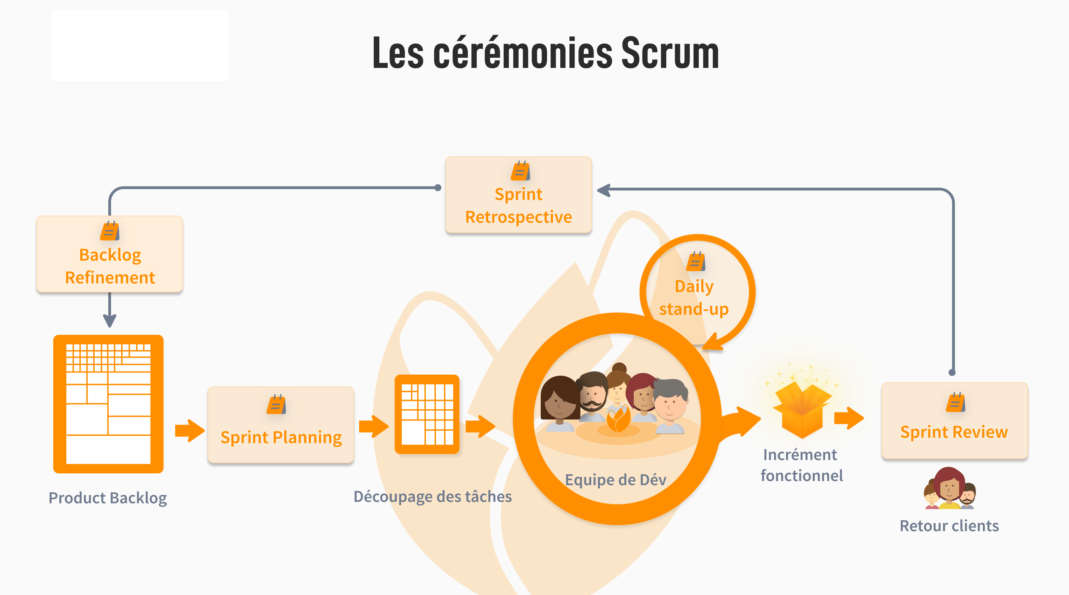 Les cérémonies Scrum
Sprint
Retrospective
Backlog
Refinement
Daily
stand-up
Sprint Planning
Sprint Review
Incrément
fonctionnel
Equipe de Dév
Product Backlog
Découpage des tâches
Retour clients